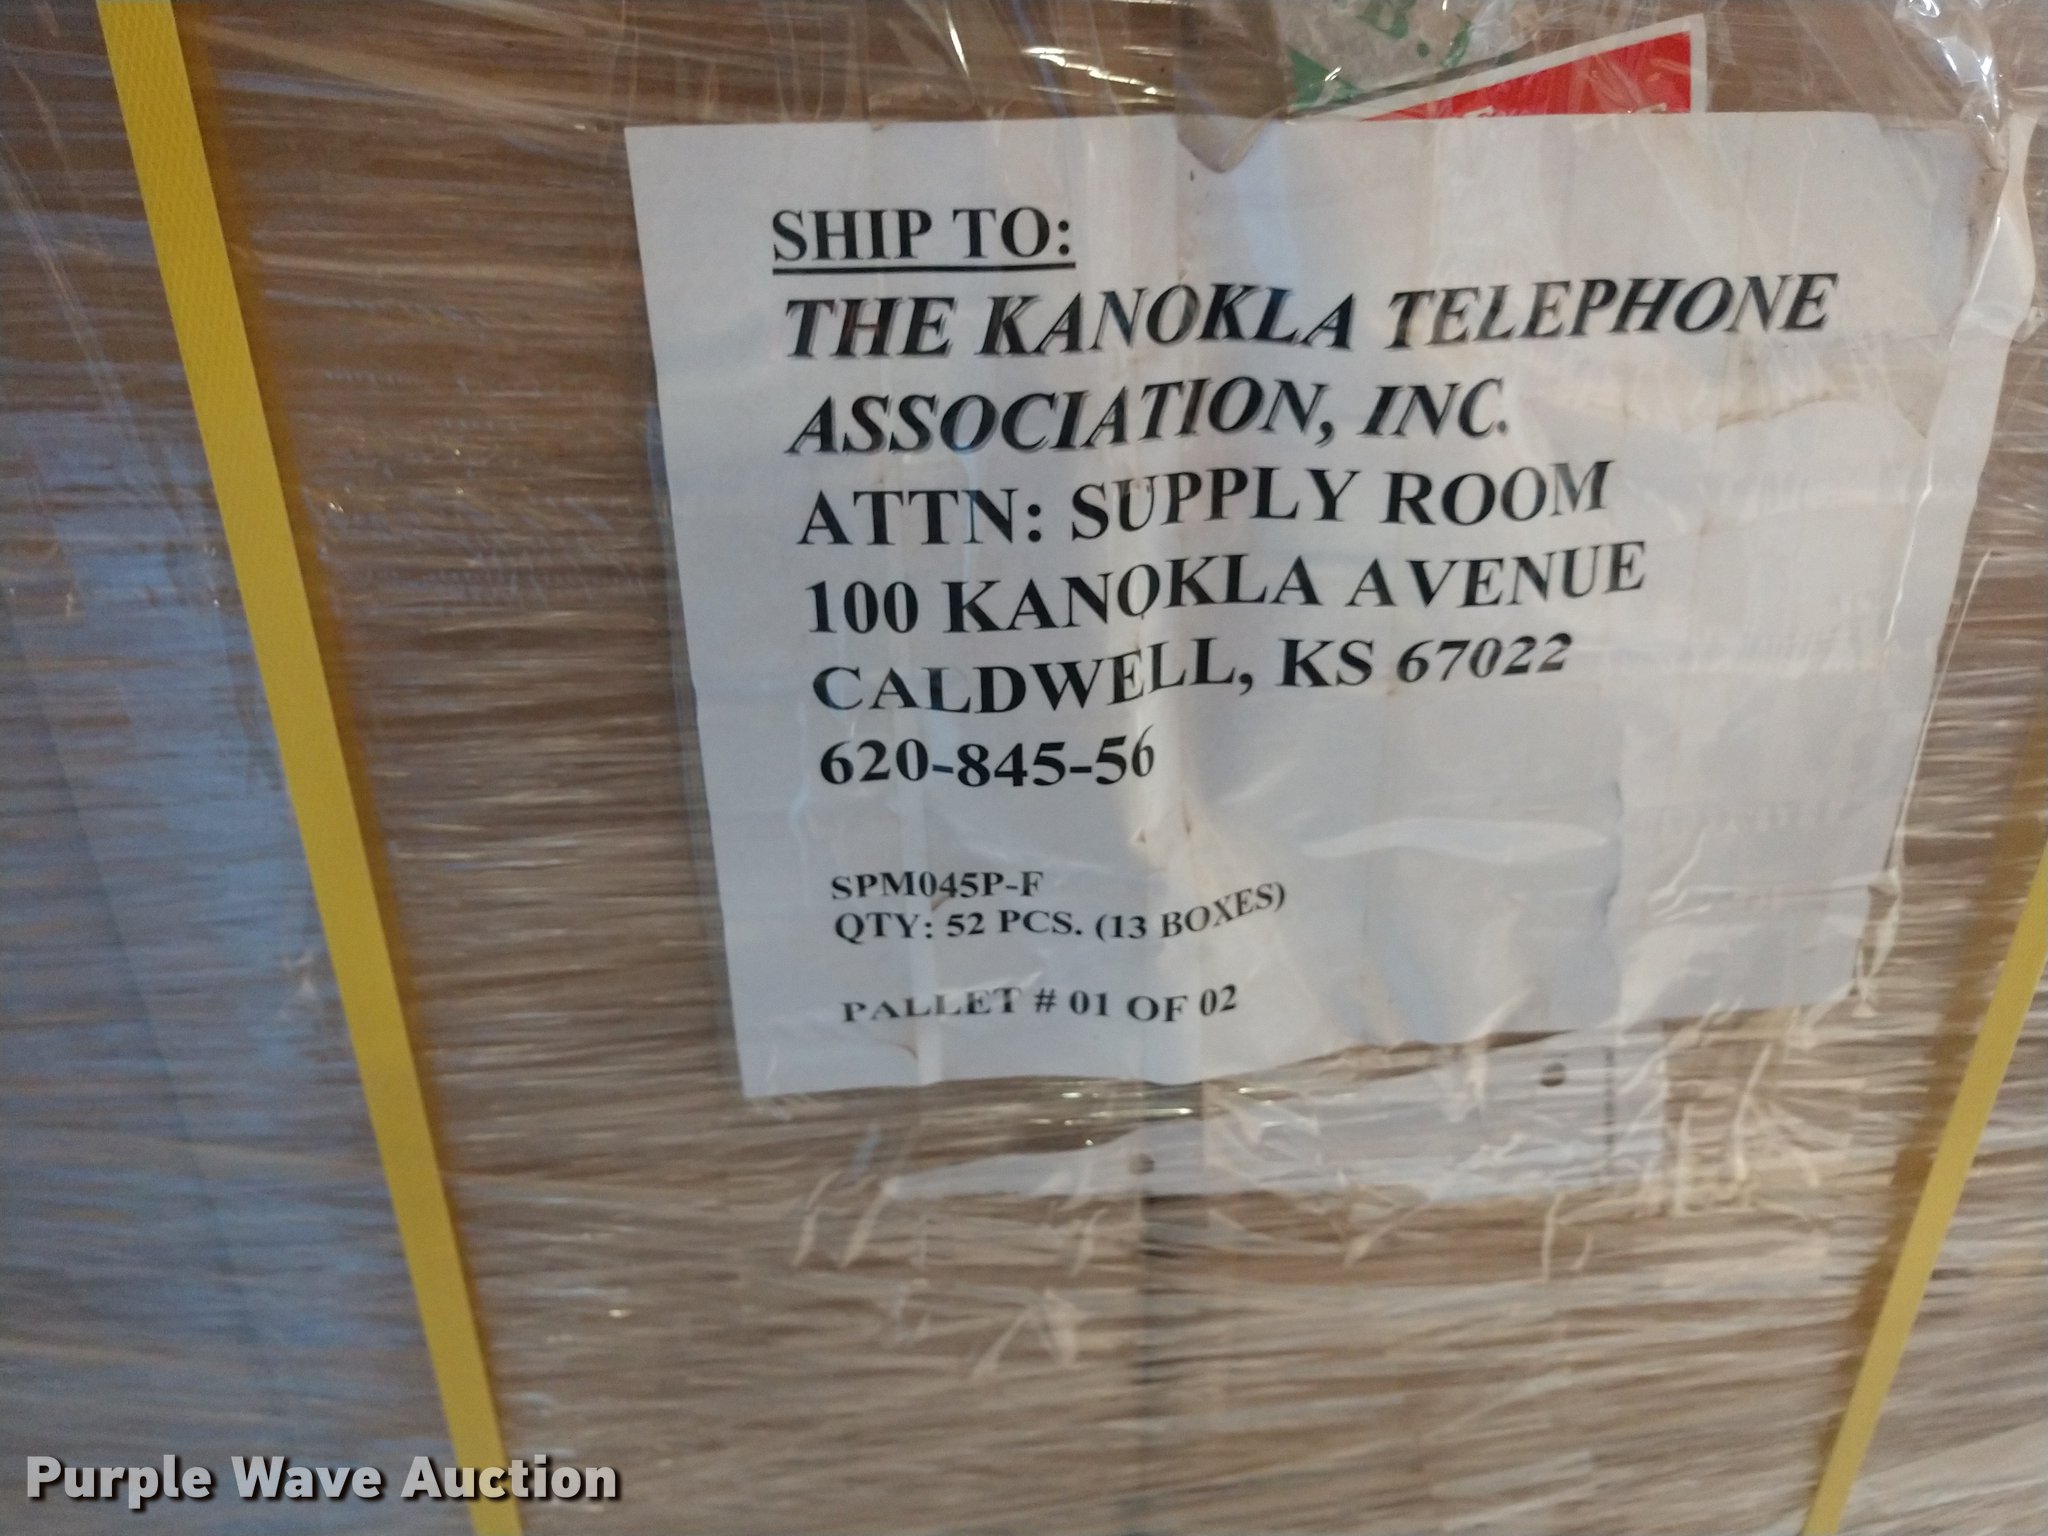 B.
SHIP TO:
THE KANOKLA TELEPHONE
ASSOCIATION, INC.
ATTN: SUPPLY ROOM
100 KANOKLA AVENUE
CALDWELL, KS 67022
620-845-56
SPM045P-F
QTY: 52 PCS. (13 BOXES)
PALLET # 01 OF 02
Purple Wave Auction